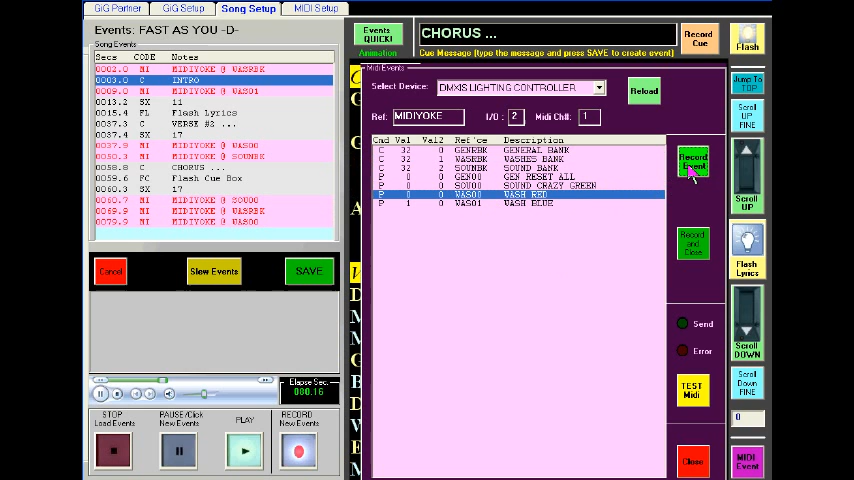 GiG Partner GiG Setup Song Setup MIDI Setup
Events: FAST AS YOU -D-
Song Events
Secs CODE Notes
0002.0 MI MIDIYOKE @ WASRBK
0003.0 C INTRO
0009.0 MI MIDIYOKE @ WAS01
0013.2 SX 11
0015.4 FL Flash Lyrics
0037.3 C VERSE #2 ...
0037.4 SX 17
0037.9 MI MIDIYOKE @ WAS00
0050.3 MI MIDIYOKE @ SOUNBK
0058.8 C CHORUS ...
0059.6 FC Flash Cue Box
0060.3 SX 17
0060.7 MI MIDIYOKE @ SOU00
0069.9 MI MIDIYOKE @ WASRBK
0079.9 MI MIDIYOKE @ WAS01
Cancel Slew Events SAVE
Elapse Sec.
080.16
STOP
Load Events
PAUSE/Click
New Events
PLAY
RECORD
New Events
Events
QUICK!
Animation
CHORUS ...
Cue Message (type the message and press SAVE to create event)
Record
Cue
Flash
Midi Events
Select Device: DMXIS LIGHTING CONTROLLER
Reload
Ref: MIDIYOKE I/O: 2 Midi Ch#: 1
Cmd Val Val2 Ref'ce Description
C 32 0 GENRBK GENERAL BANK
C 32 1 WASRBK WASHES BANK
C 32 2 SOUNBK SOUND BANK
P 0 0 GEN00 GEN RESET ALL
P 0 0 SOU00 SOUND CRAZY GREEN
P 0 0 WAS00 WASH RED
P 1 0 WAS01 WASH BLUE
Record
Event
Record
and
Close
Send
Error
TEST
Midi
Close
Jump To
TOP
Scroll
UP
FINE
Scroll
UP
Flash
Lyrics
Scroll
DOWN
Scroll
Down
FINE
0
MIDI
Event